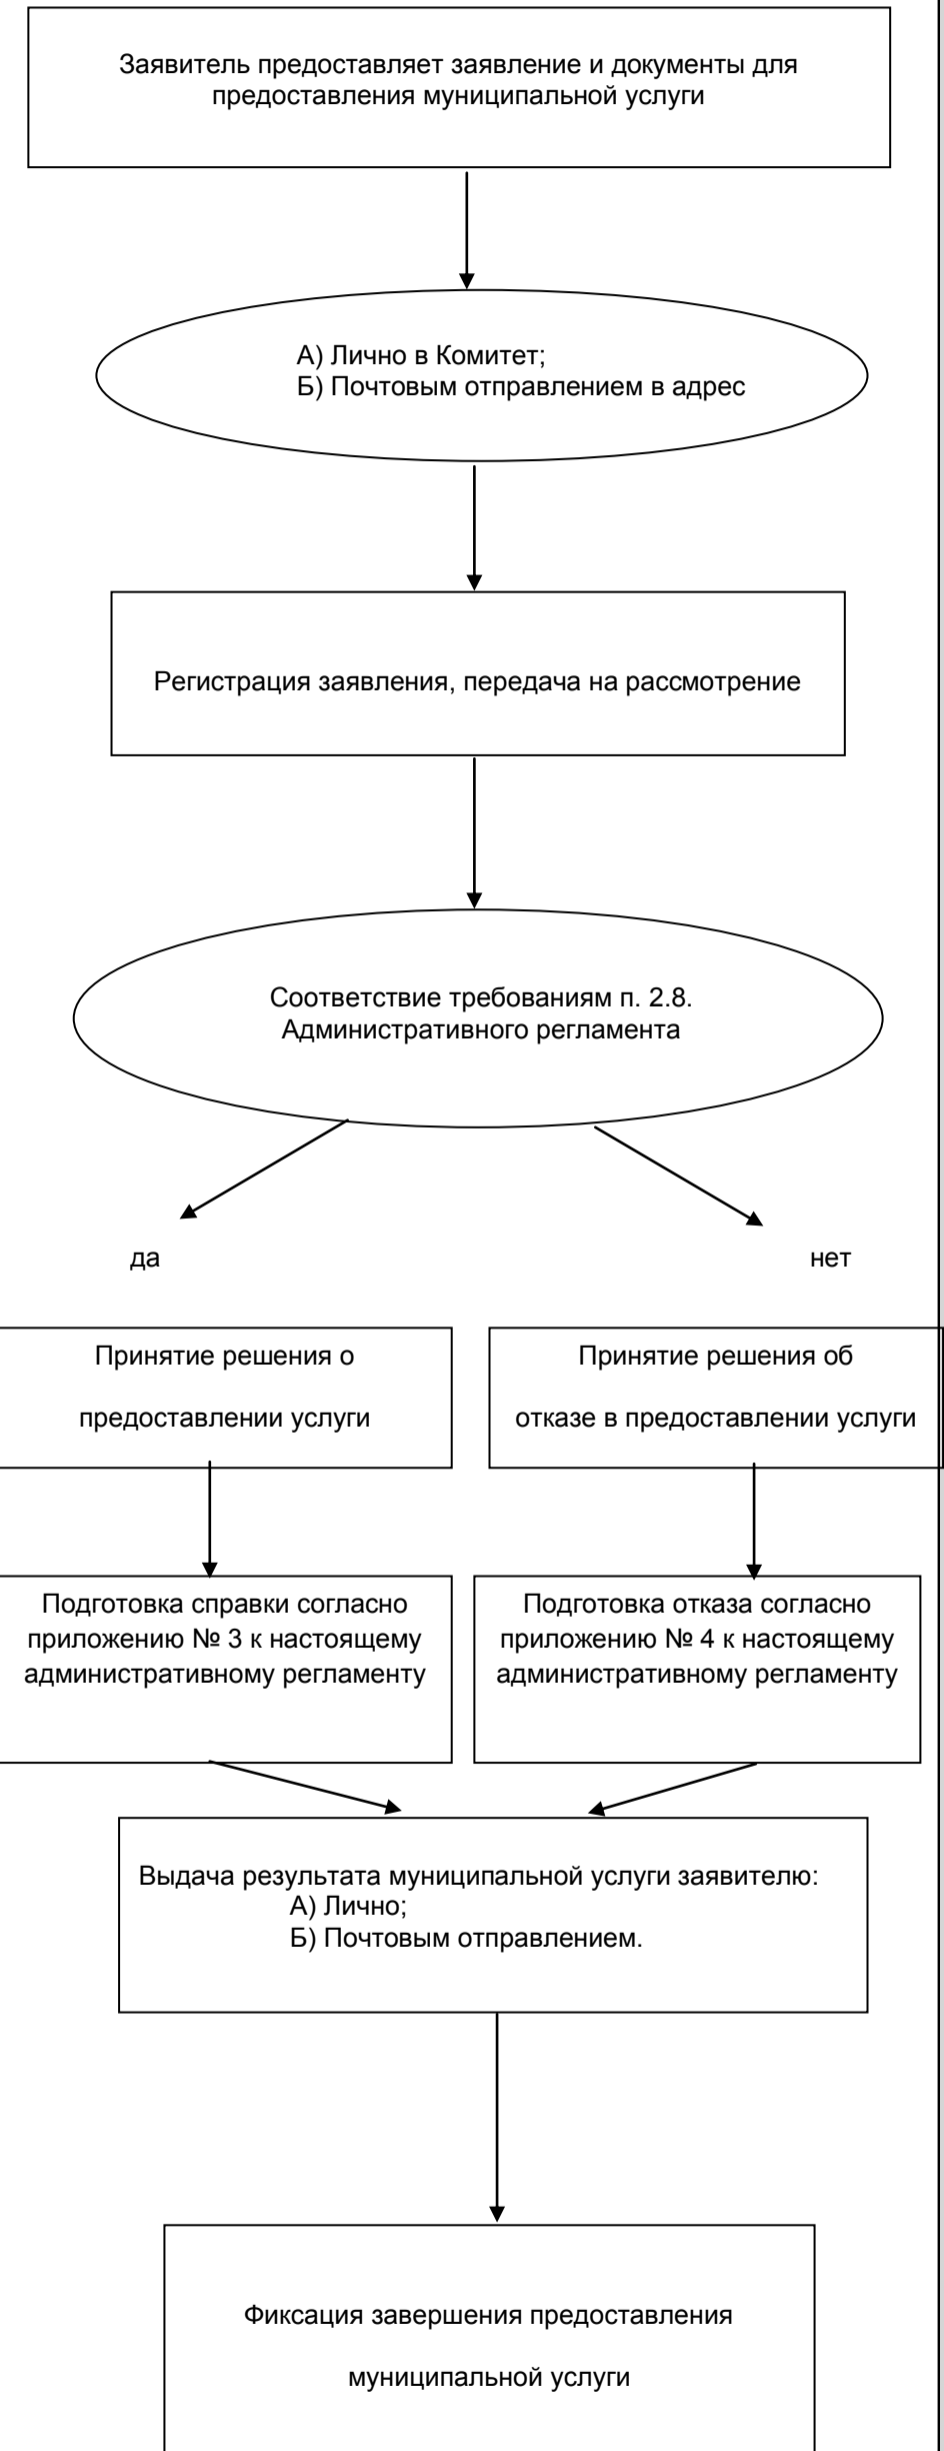 Заявитель предоставляет заявление и документы для
предоставления муниципальной услуги
А) Лично в Комитет;
Б) Почтовым отправлением в адрес
Регистрация заявления, передача на рассмотрение
Соответствие требованиям п. 2.8.
Административного регламента
да
нет
Принятие решения о
предоставлении услуги
Принятие решения об
отказе в предоставлении услуги
Подготовка справки согласно
приложению № 3 к настоящему
административному регламенту
Подготовка отказа согласно
приложению № 4 к настоящему
административному регламенту
Выдача результата муниципальной услуги заявителю:
А) Лично;
Б) Почтовым отправлением.
Фиксация завершения предоставления
муниципальной услуги